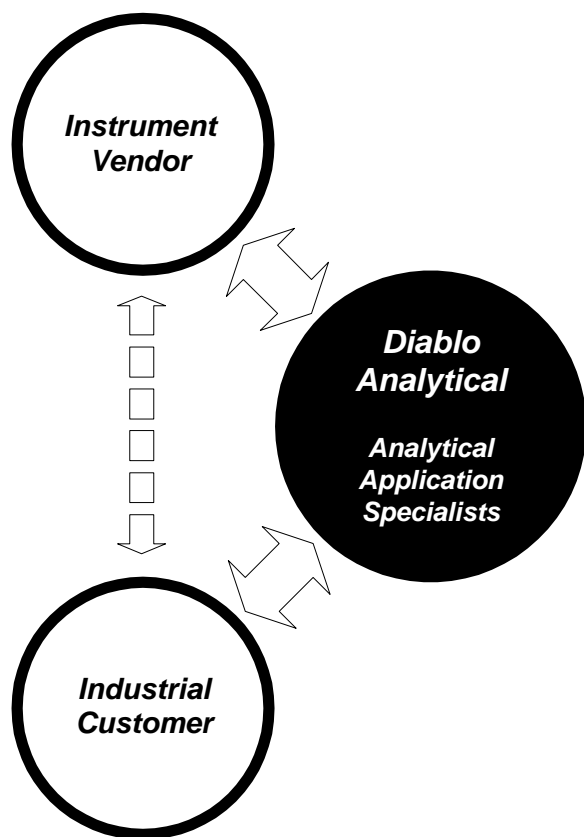 Instrument
Vendor
Diablo
Analytical
Analytical
Application
Specialists
Industrial
Customer